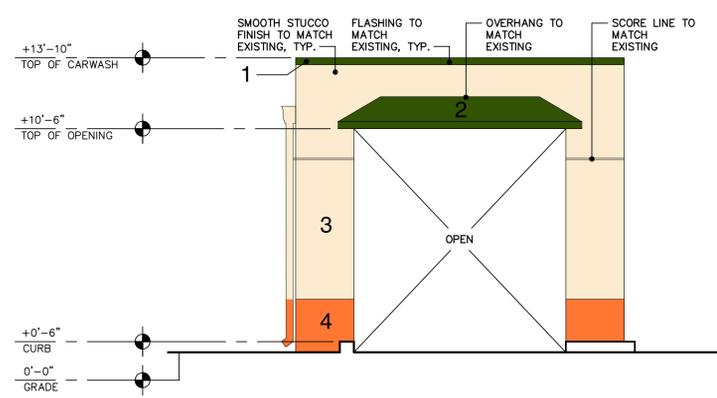 SMOOTH STUCCO
FINISH TO MATCH
EXISTING, TYP.
FLASHING TO
MATCH
EXISTING, TYP.
OVERHANG TO
MATCH
EXISTING
SCORE LINE TO
MATCH
EXISTING
+13'-10"
TOP OF CARWASH
1
2
+10'-6"
TOP OF OPENING
3
OPEN
4
+0'-6"
CURB
0'-0"
GRADE